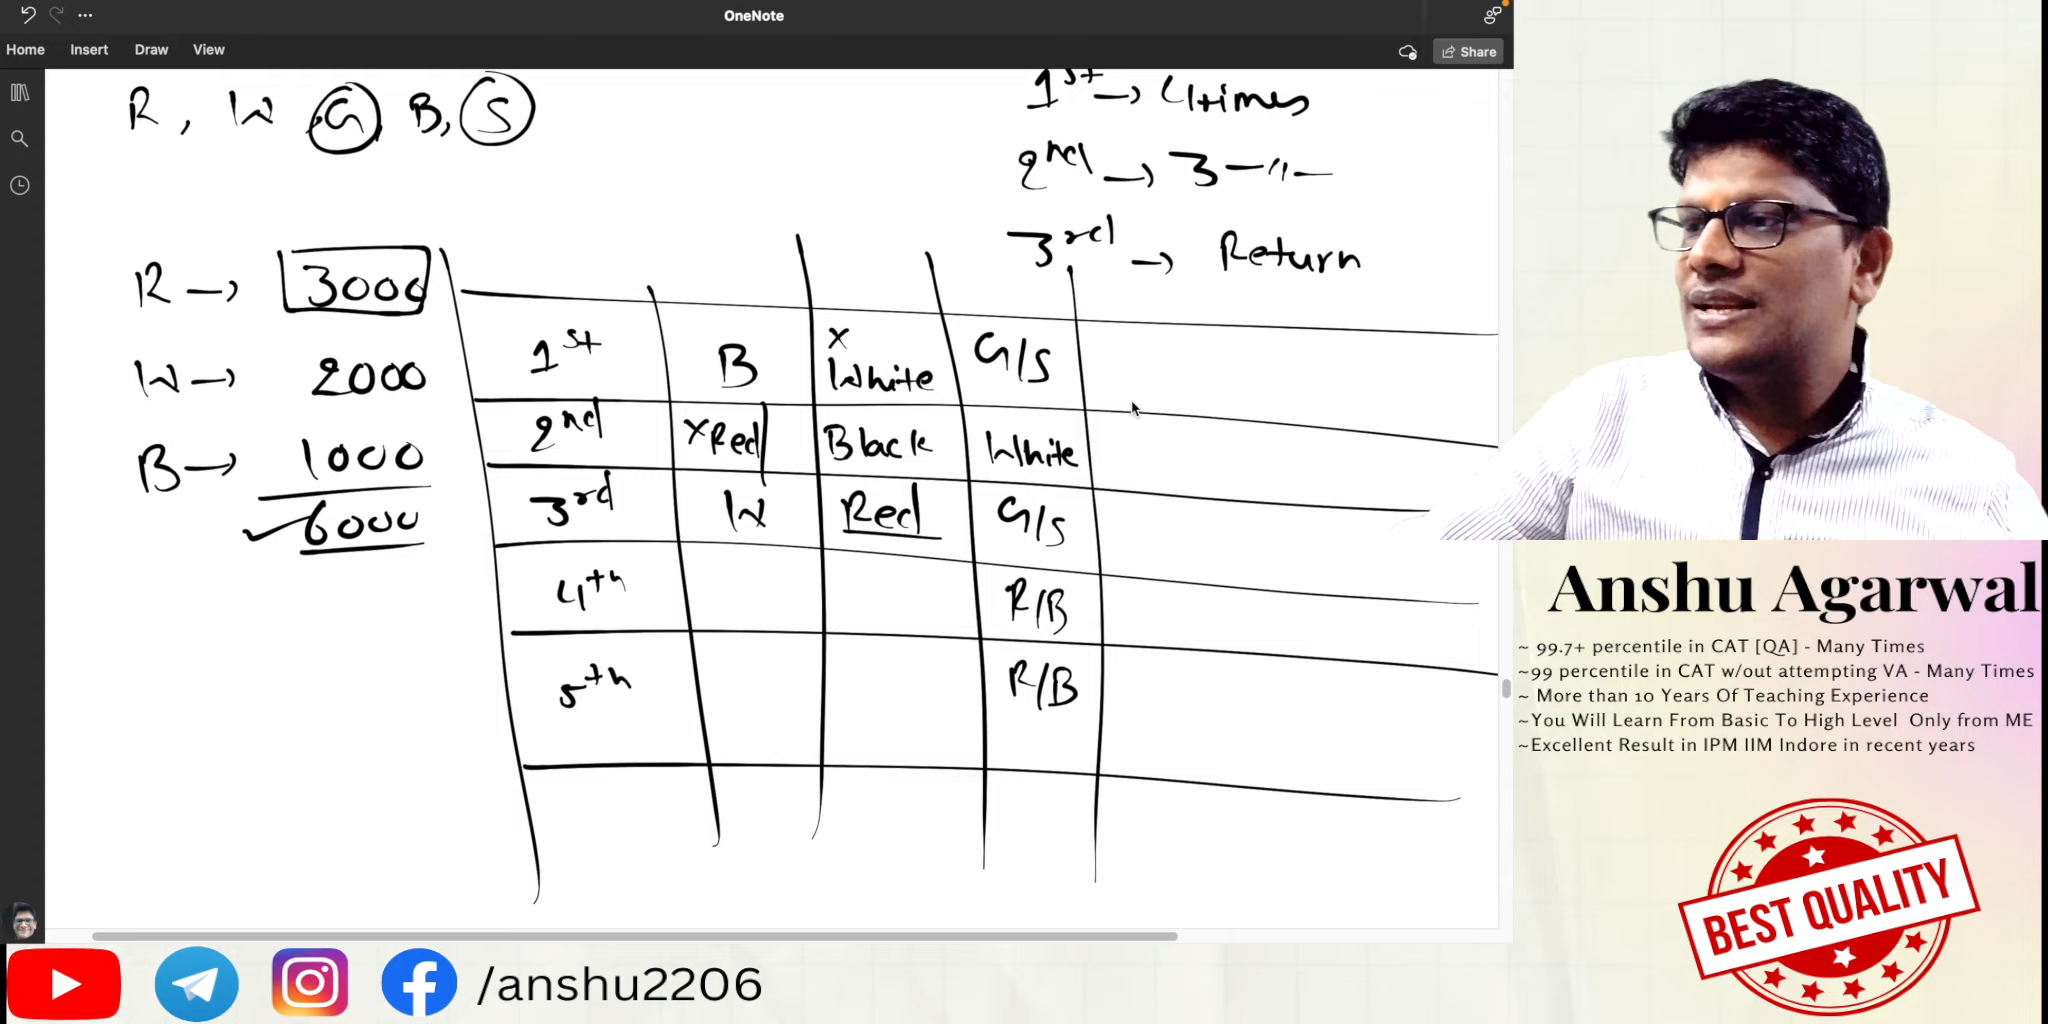 OneNote
Home Insert Draw View
Share
R, W G B, S
1st → 4 times
2nd → 3 —〃—
3rd → Return
R → 3000
W → 2000
B → 1000
6000
1st B x White G/S
2nd xRed Black White
3rd W Red G/S
4th R/B
5th R/B
Anshu Agarwal
~ 99.7+ percentile in CAT [QA] - Many Times
~99 percentile in CAT w/out attempting VA - Many Times
~ More than 10 Years Of Teaching Experience
~You Will Learn From Basic To High Level Only from ME
~Excellent Result in IPM IIM Indore in recent years
BEST QUALITY
/anshu2206